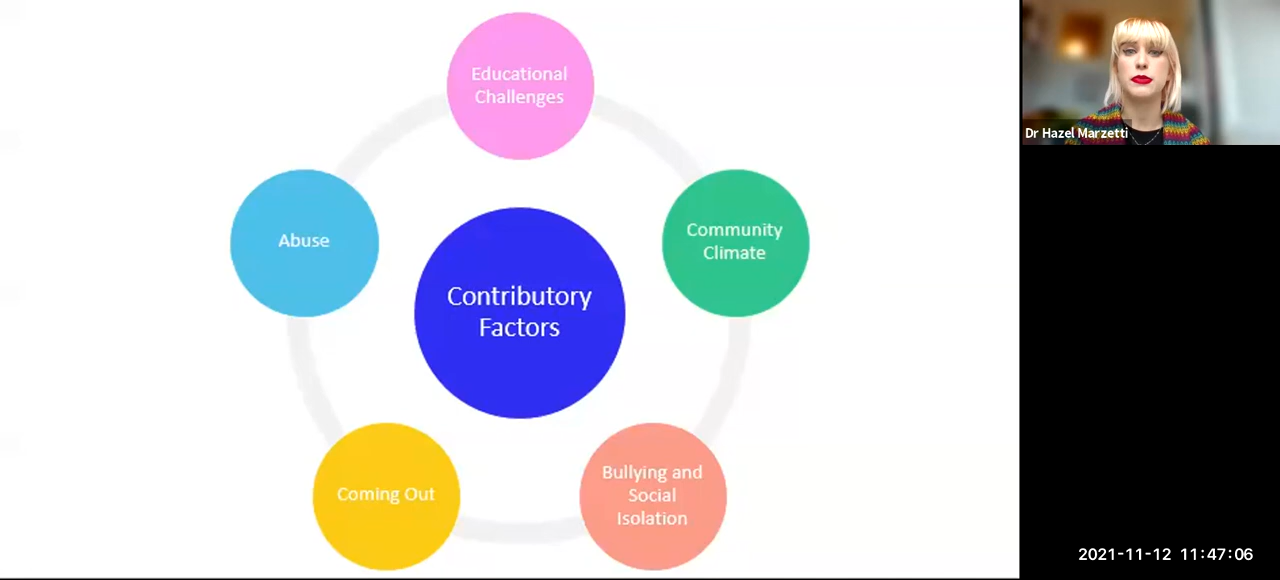 Educational
Challenges
Community
Climate
Abuse
Contributory
Factors
Coming Out
Bullying and
Social
Isolation
Dr Hazel Marzetti
2021-11-12 11:47:06